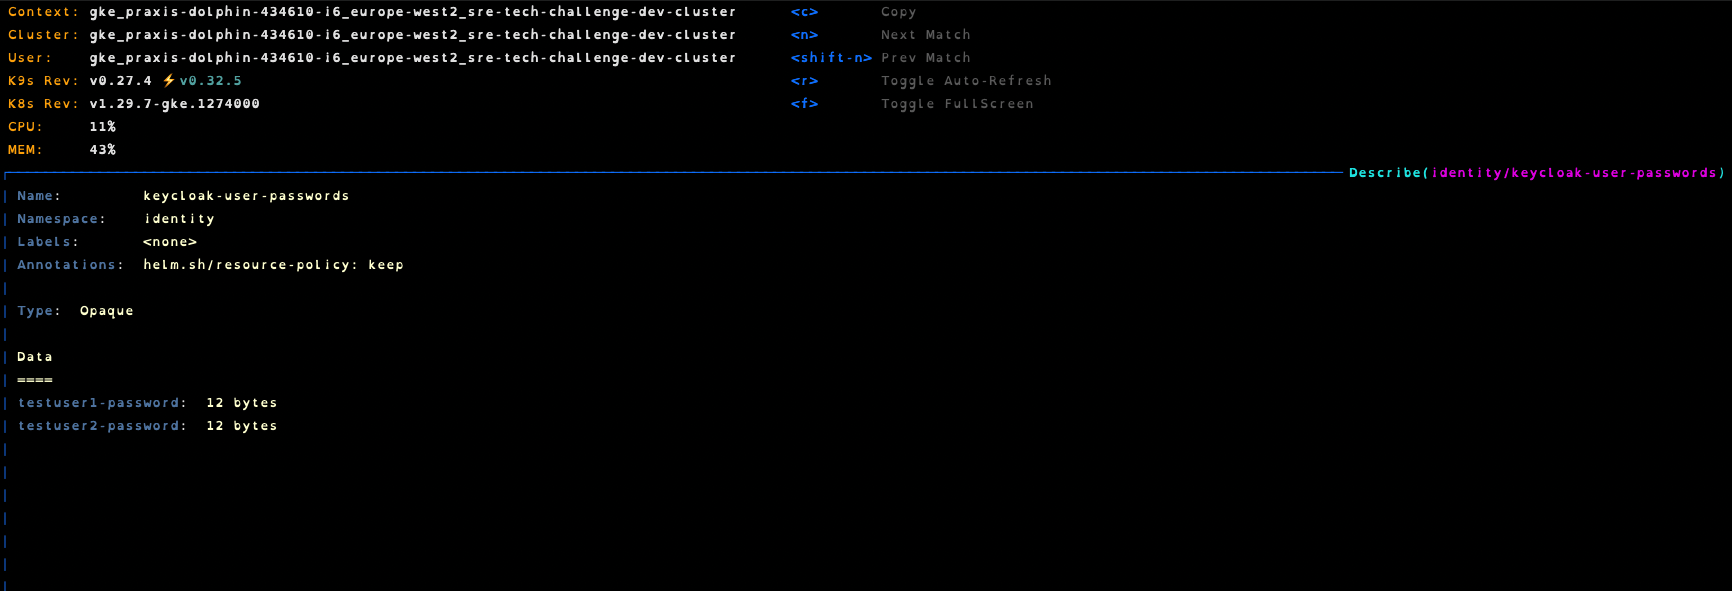 Context: gke_praxis-dolphin-434610-i6_europe-west2_sre-tech-challenge-dev-cluster <c> Copy
Cluster: gke_praxis-dolphin-434610-i6_europe-west2_sre-tech-challenge-dev-cluster <n> Next Match
User: gke_praxis-dolphin-434610-i6_europe-west2_sre-tech-challenge-dev-cluster <shift-n> Prev Match
K9s Rev: v0.27.4 ⚡v0.32.5 <r> Toggle Auto-Refresh
K8s Rev: v1.29.7-gke.1274000 <f> Toggle FullScreen
CPU: 11%
MEM: 43%
Describe(identity/keycloak-user-passwords)
Name: keycloak-user-passwords
Namespace: identity
Labels: <none>
Annotations: helm.sh/resource-policy: keep
Type: Opaque
Data
====
testuser1-password: 12 bytes
testuser2-password: 12 bytes